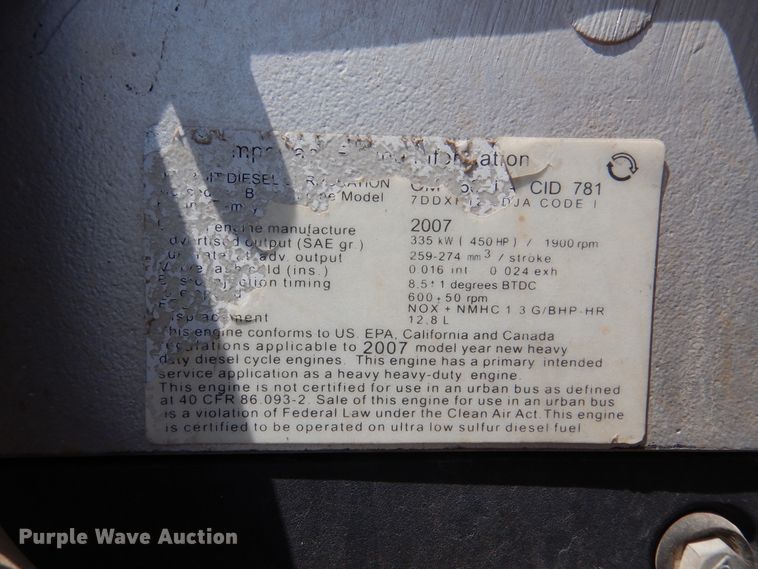 Information
DIESEL
CID 781
B Model 7DDX DJA CODE I
engine manufacture 2007
output (SAE gr.) 335 kW ( 450 HP ) / 1900 rpm
adv. output 259-274 mm3 / stroke
(ins.) 0.016 int 0.024 exh
timing 8.5±1 degrees BTDC
600±50 rpm
NOX + NMHC 1.3 G/BHP-HR
12.8 L
this engine conforms to US. EPA, California and Canada
applicable to 2007 model year new heavy
duty diesel cycle engines. This engine has a primary intended
service application as a heavy heavy-duty engine.
This engine is not certified for use in an urban bus as defined
at 40 CFR 86.093-2. Sale of this engine for use in an urban bus
is a violation of Federal Law under the Clean Air Act. This engine
is certified to be operated on ultra low sulfur diesel fuel
Purple Wave Auction